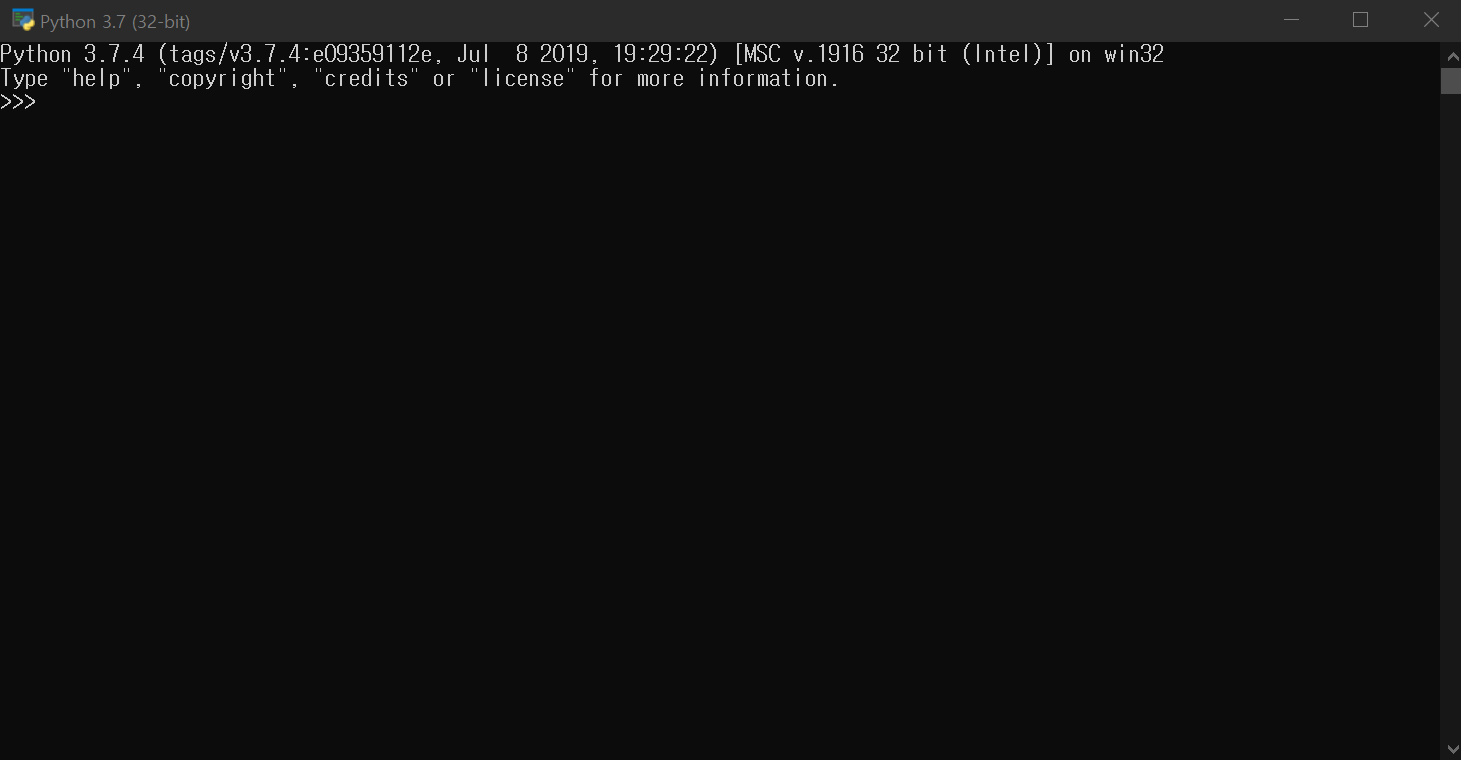 Python 3.7 (32-bit)
Python 3.7.4 (tags/v3.7.4:e09359112e, Jul  8 2019, 19:29:22) [MSC v.1916 32 bit (Intel)] on win32
Type "help", "copyright", "credits" or "license" for more information.
>>>